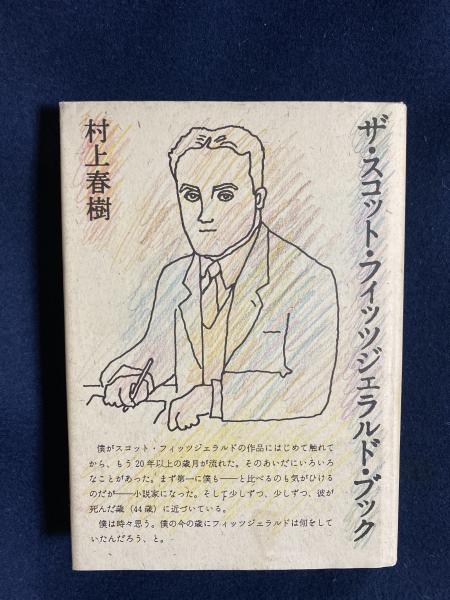 ザ・スコット・フィッツジェラルド・ブック
村上春樹
僕がスコット・フィッツジェラルドの作品にはじめて触れて
から、もう20年以上の歳月が流れた。そのあいだにいろいろ
なことがあった。まず第一に僕も――と比べるのも気がひける
のだが――小説家になった。そして少しずつ、少しずつ、彼が
死んだ歳（44歳）に近づいている。
僕は時々思う。僕の今の歳にフィッツジェラルドは何をして
いたんだろう、と。